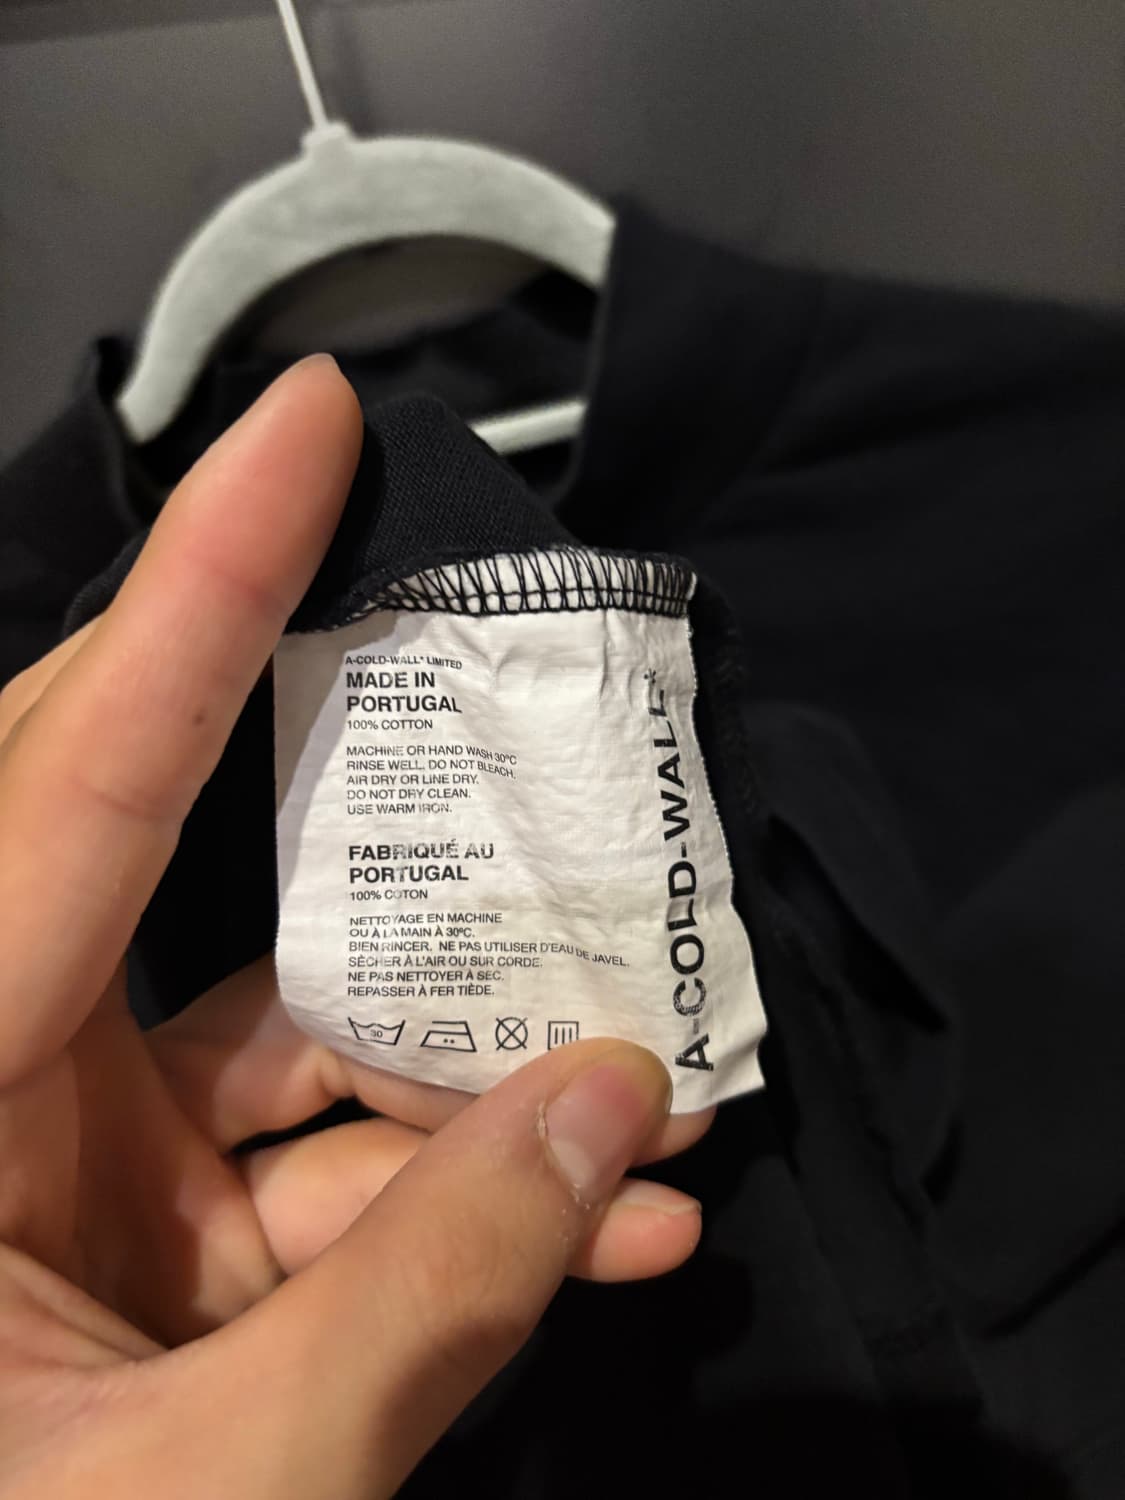 A-COLD-WALL* LIMITED
MADE IN
PORTUGAL
100% COTTON
MACHINE OR HAND WASH 30ºC
RINSE WELL. DO NOT BLEACH.
AIR DRY OR LINE DRY.
DO NOT DRY CLEAN.
USE WARM IRON.
FABRIQUÉ AU
PORTUGAL
100% COTON
NETTOYAGE EN MACHINE
OU À LA MAIN À 30ºC.
BIEN RINCER. NE PAS UTILISER D'EAU DE JAVEL.
SÉCHER À L'AIR OU SUR CORDE.
NE PAS NETTOYER À SEC.
REPASSER À FER TIÈDE.
30
A-COLD-WALL*